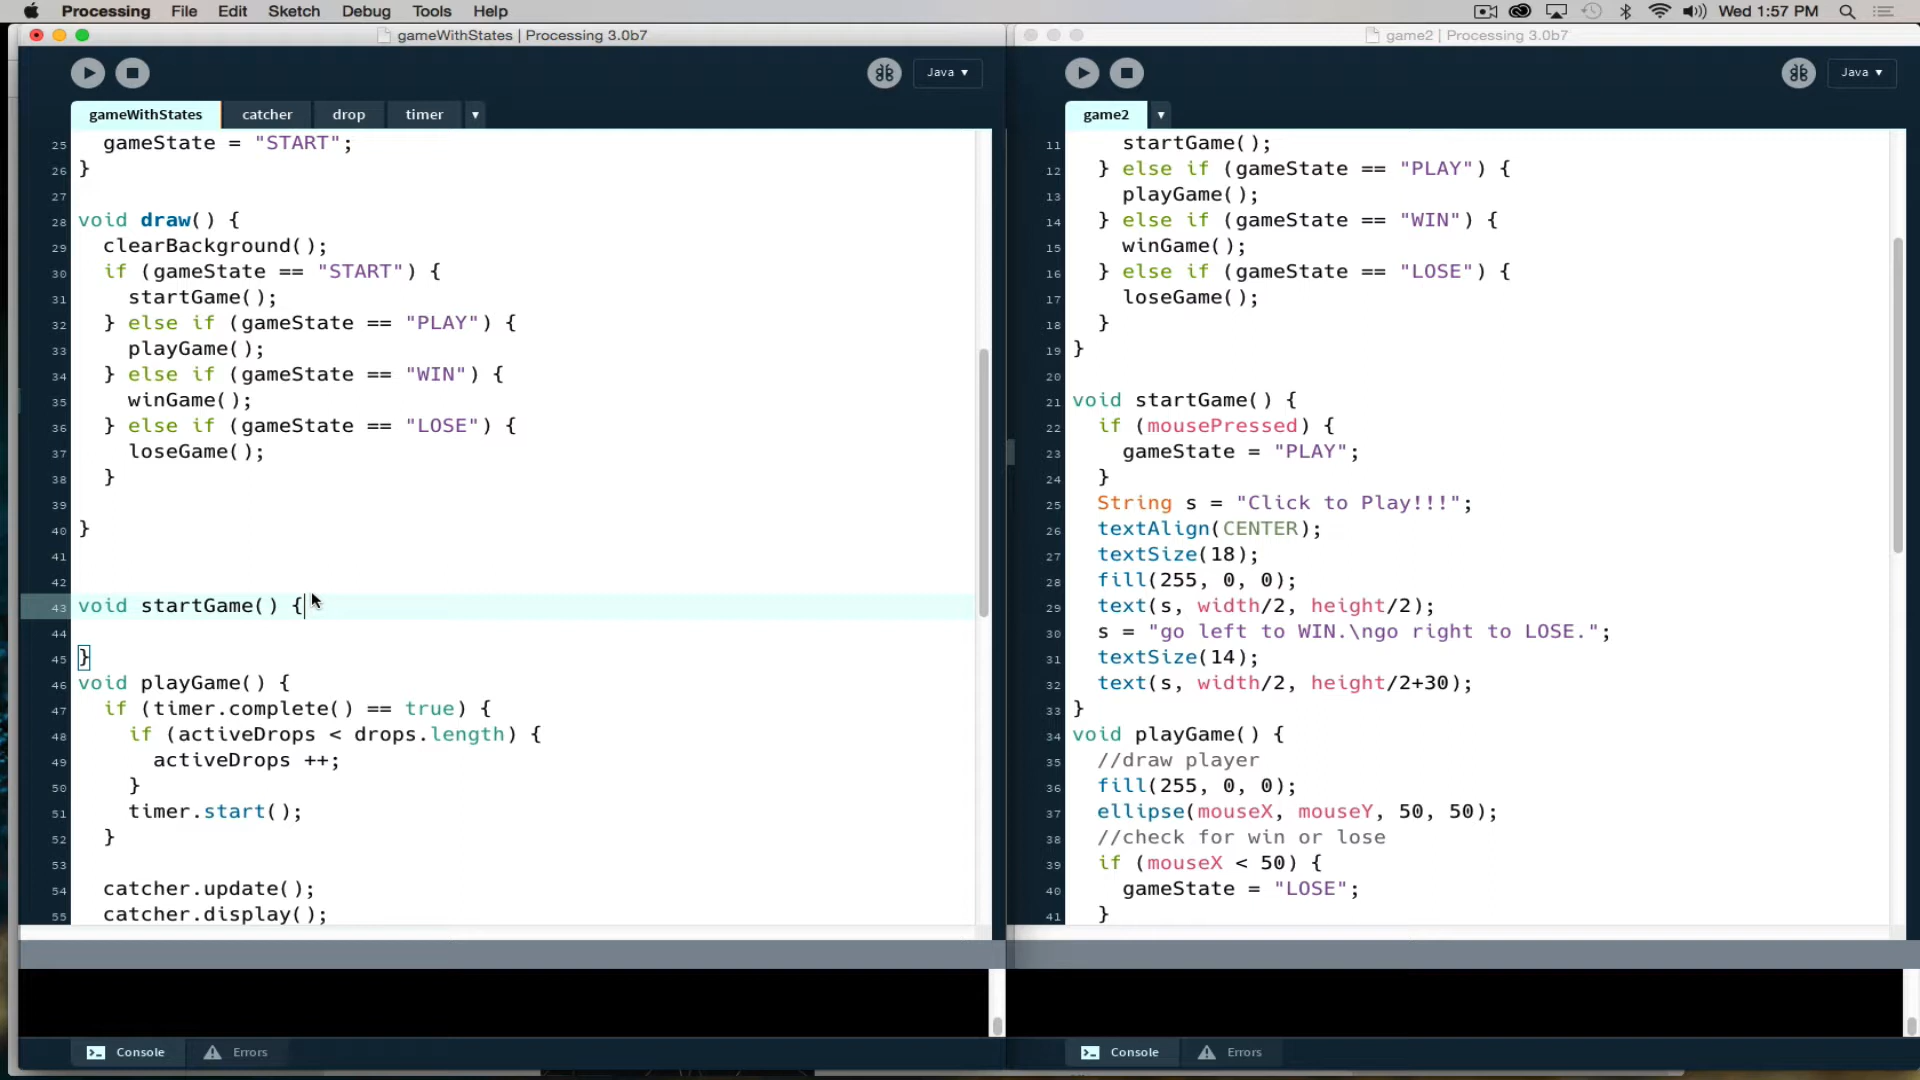 Processing File Edit Sketch Debug Tools Help Wed 1:57 PM
gameWithStates | Processing 3.0b7
Java ▾
gameWithStates catcher drop timer ▾
25 gameState = "START";
26 }
27
28 void draw() {
29 clearBackground();
30 if (gameState == "START") {
31 startGame();
32 } else if (gameState == "PLAY") {
33 playGame();
34 } else if (gameState == "WIN") {
35 winGame();
36 } else if (gameState == "LOSE") {
37 loseGame();
38 }
39
40 }
41
42
43 void startGame() {
44
45 }
46 void playGame() {
47 if (timer.complete() == true) {
48 if (activeDrops < drops.length) {
49 activeDrops ++;
50 }
51 timer.start();
52 }
53
54 catcher.update();
55 catcher.display();
Console Errors
game2 | Processing 3.0b7
Java ▾
game2 ▾
11 startGame();
12 } else if (gameState == "PLAY") {
13 playGame();
14 } else if (gameState == "WIN") {
15 winGame();
16 } else if (gameState == "LOSE") {
17 loseGame();
18 }
19 }
20
21 void startGame() {
22 if (mousePressed) {
23 gameState = "PLAY";
24 }
25 String s = "Click to Play!!!";
26 textAlign(CENTER);
27 textSize(18);
28 fill(255, 0, 0);
29 text(s, width/2, height/2);
30 s = "go left to WIN.\ngo right to LOSE.";
31 textSize(14);
32 text(s, width/2, height/2+30);
33 }
34 void playGame() {
35 //draw player
36 fill(255, 0, 0);
37 ellipse(mouseX, mouseY, 50, 50);
38 //check for win or lose
39 if (mouseX < 50) {
40 gameState = "LOSE";
41 }
Console Errors